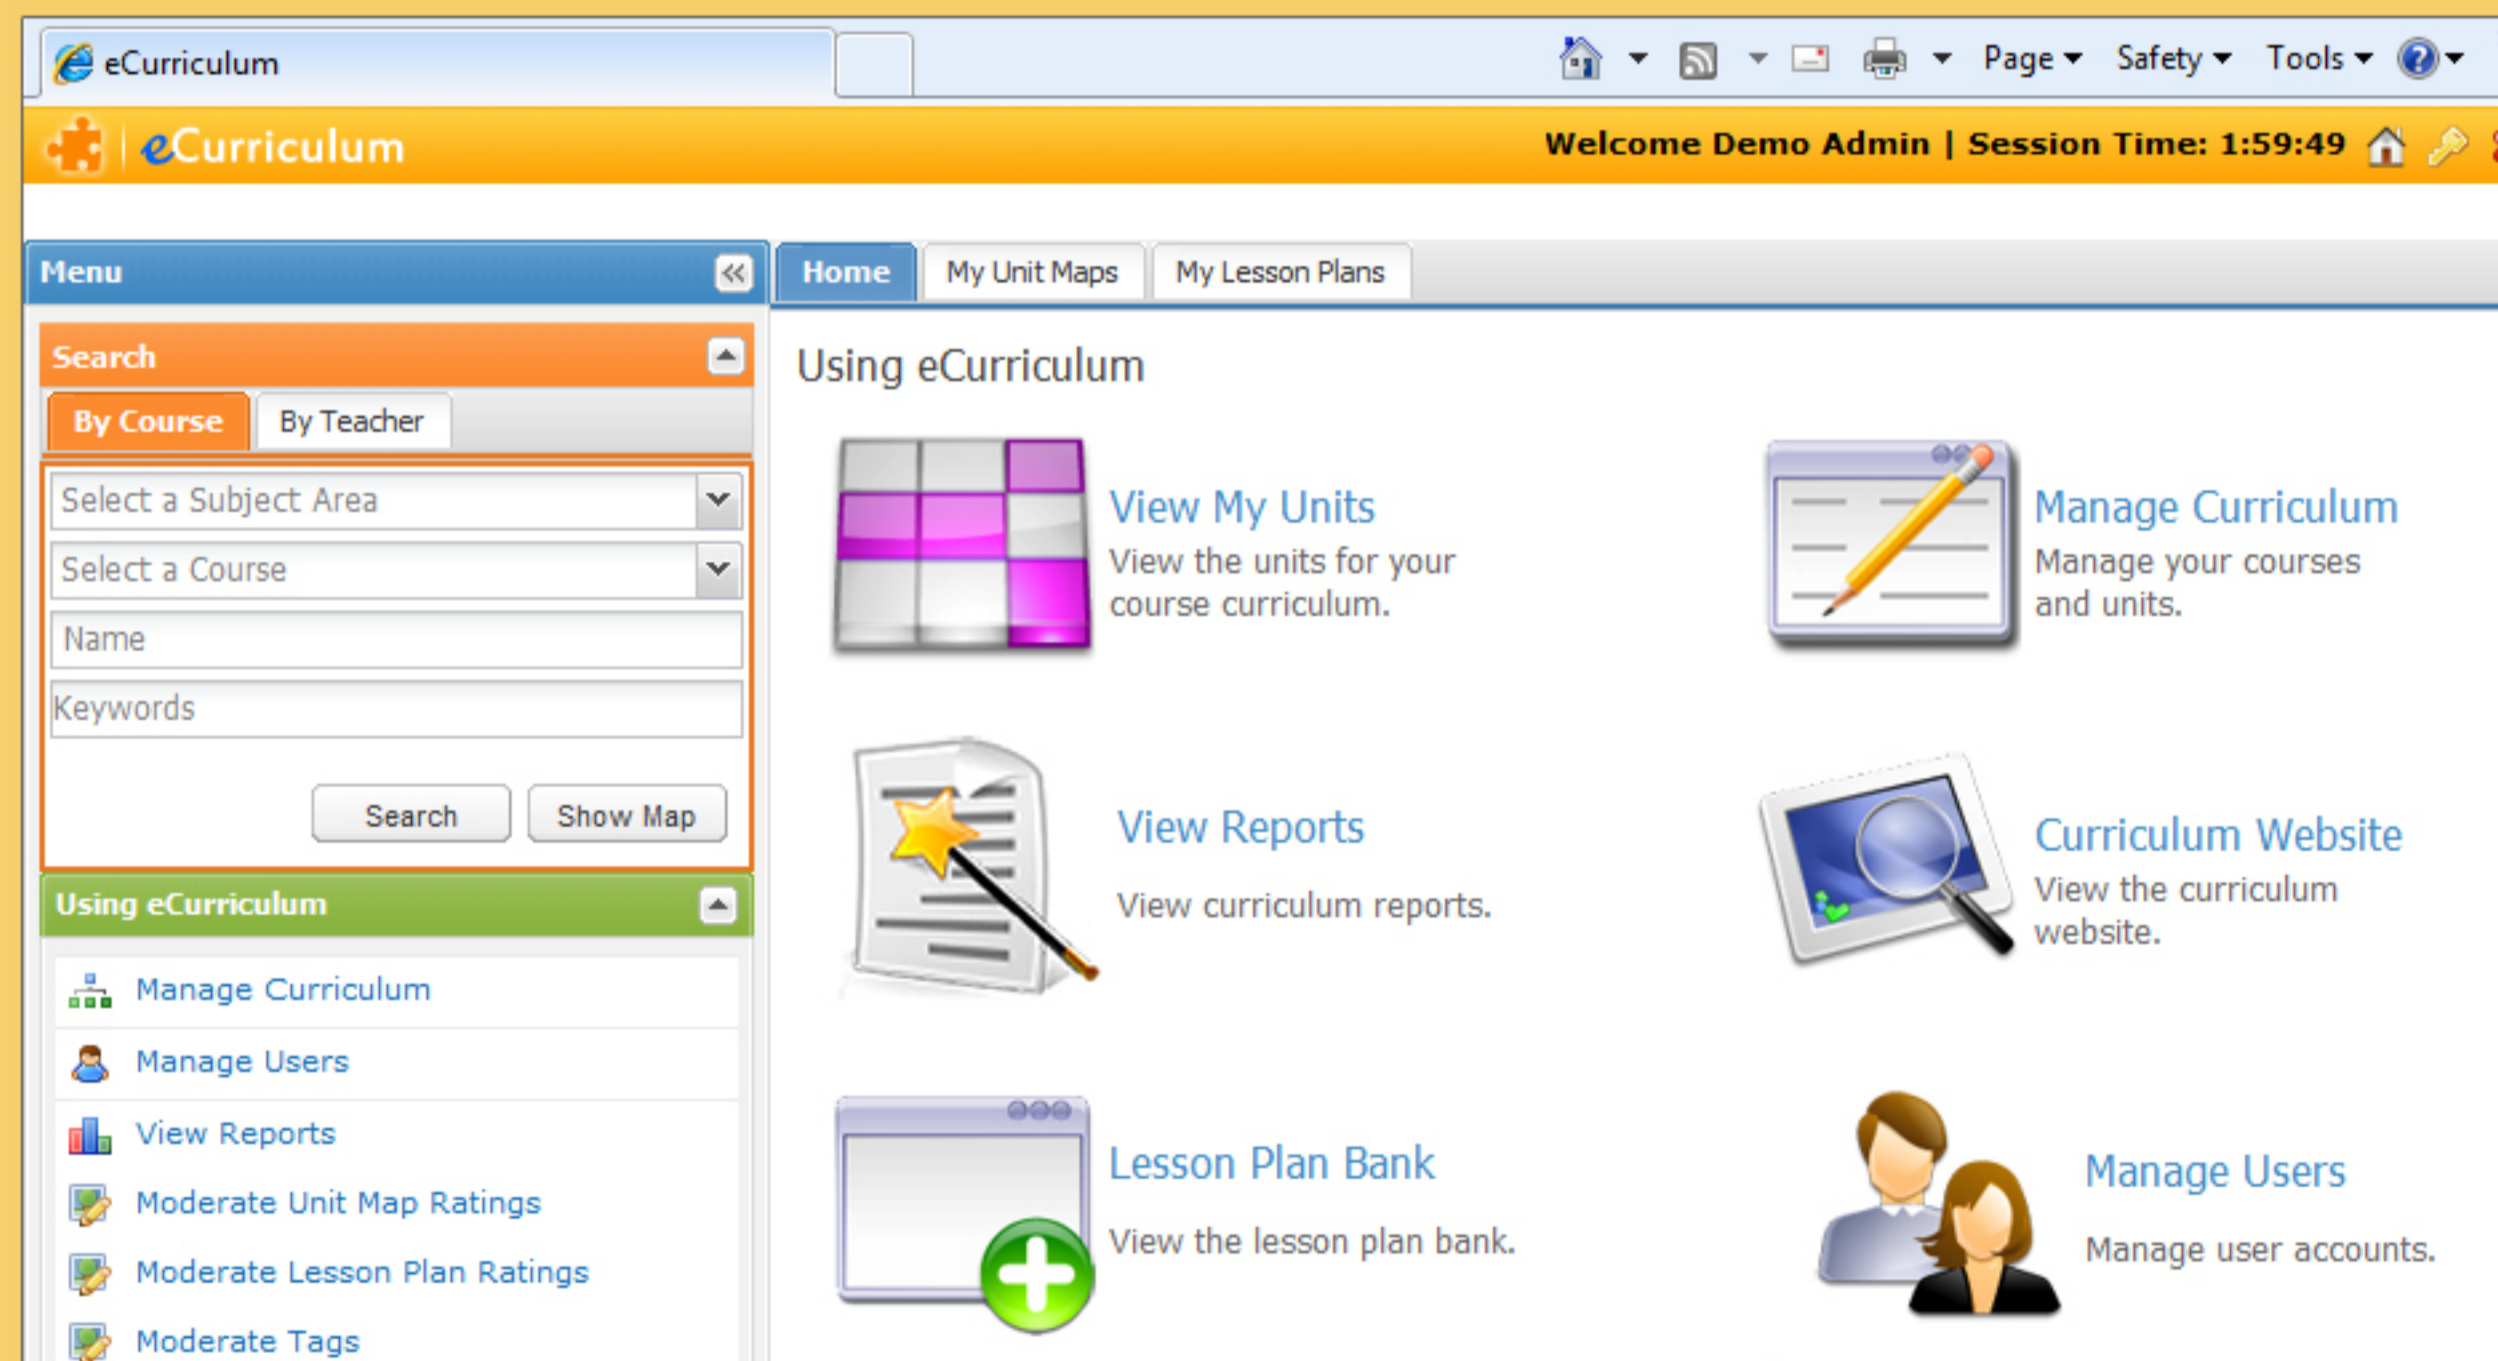 eCurriculum
Page Safety Tools
eCurriculum
Welcome Demo Admin | Session Time: 1:59:49
Menu
Home My Unit Maps My Lesson Plans
Search
By Course By Teacher
Select a Subject Area
Select a Course
Name
Keywords
Search Show Map
Using eCurriculum
Manage Curriculum
Manage Users
View Reports
Moderate Unit Map Ratings
Moderate Lesson Plan Ratings
Moderate Tags
Using eCurriculum
View My Units
View the units for your
course curriculum.
Manage Curriculum
Manage your courses
and units.
View Reports
View curriculum reports.
Curriculum Website
View the curriculum
website.
Lesson Plan Bank
View the lesson plan bank.
Manage Users
Manage user accounts.